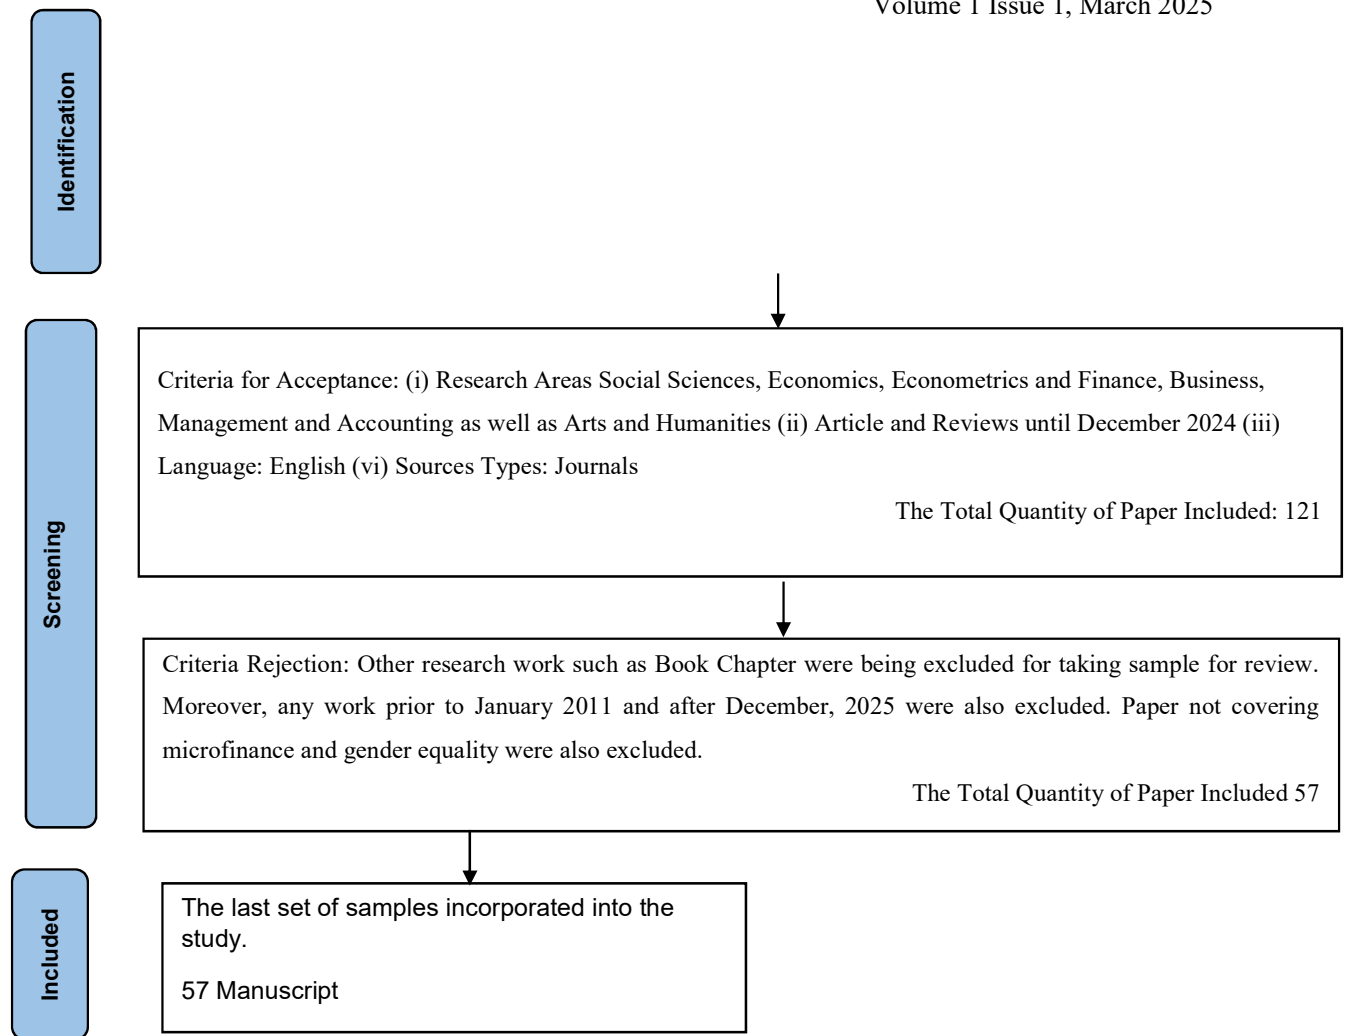 Volume 1 Issue 1, March 2025
Identification
Screening
Criteria for Acceptance: (i) Research Areas Social Sciences, Economics, Econometrics and Finance, Business,
Management and Accounting as well as Arts and Humanities (ii) Article and Reviews until December 2024 (iii)
Language: English (vi) Sources Types: Journals
The Total Quantity of Paper Included: 121
Criteria Rejection: Other research work such as Book Chapter were being excluded for taking sample for review.
Moreover, any work prior to January 2011 and after December, 2025 were also excluded. Paper not covering
microfinance and gender equality were also excluded.
The Total Quantity of Paper Included 57
Included
The last set of samples incorporated into the
study.
57 Manuscript